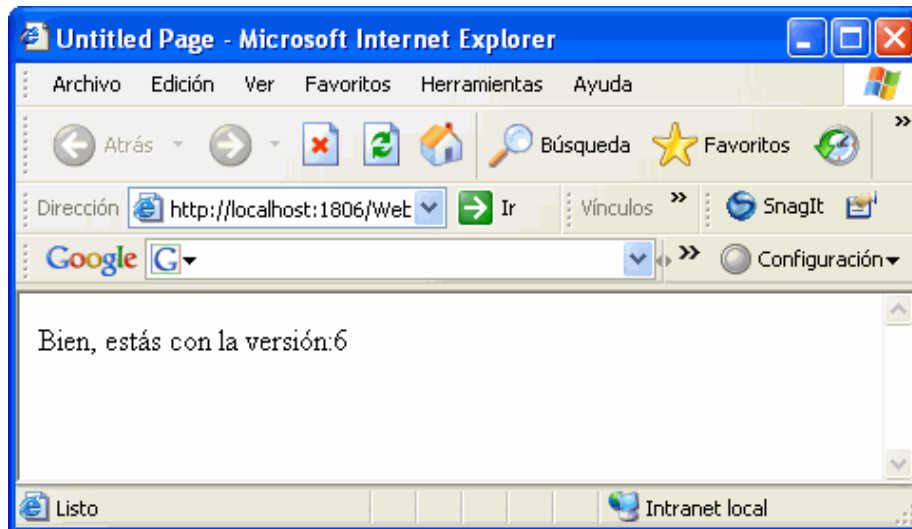 Untitled Page - Microsoft Internet Explorer
Archivo Edición Ver Favoritos Herramientas Ayuda
Atrás Búsqueda Favoritos »
Dirección http://localhost:1806/Wet Ir Vínculos » SnagIt
Google G » Configuración
Bien, estás con la versión:6
Listo Intranet local